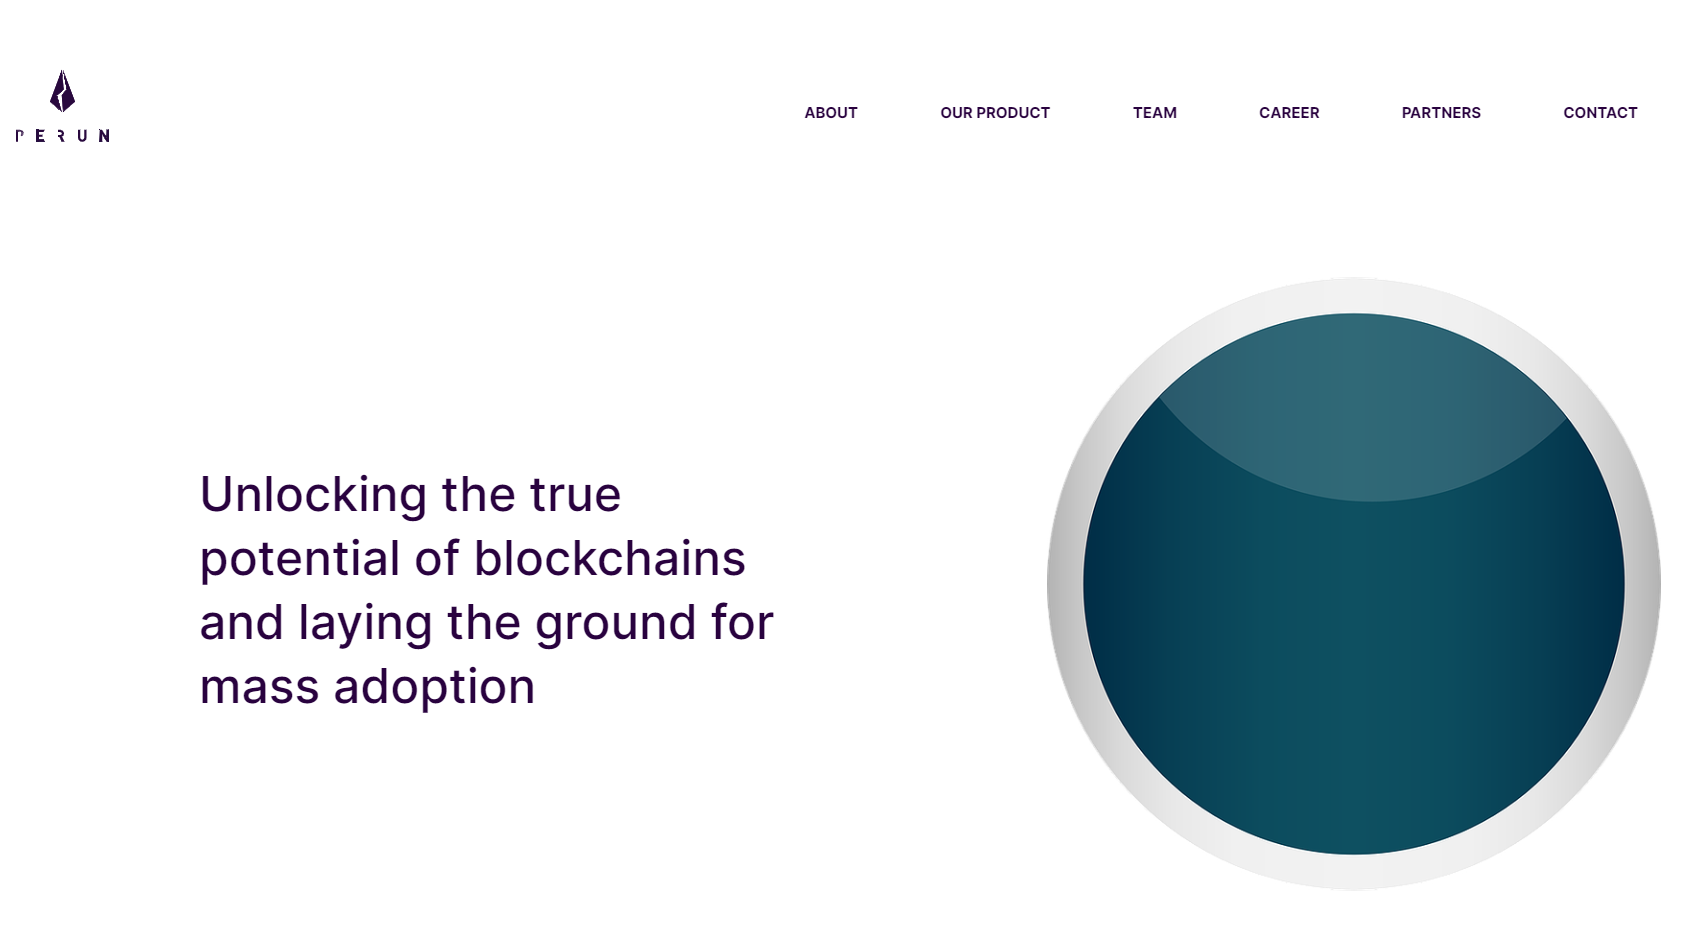 PERUN
ABOUT OUR PRODUCT TEAM CAREER PARTNERS CONTACT
Unlocking the true
potential of blockchains
and laying the ground for
mass adoption